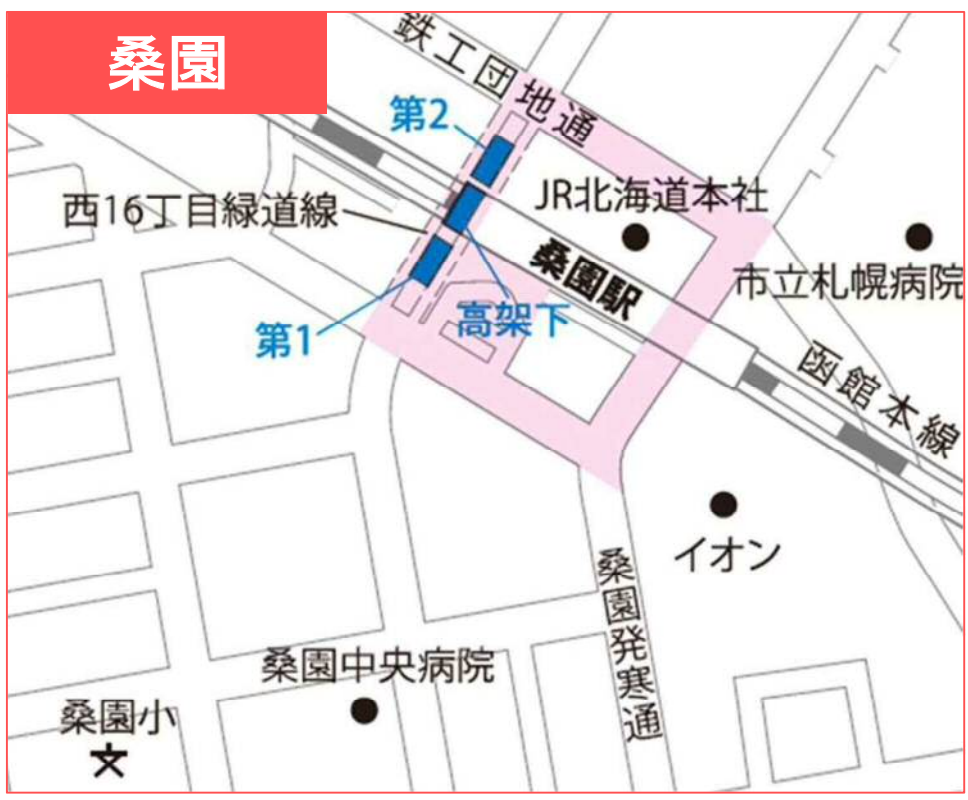 桑園
鉄工団地通
第2
西16丁目緑道線
JR北海道本社
桑園駅
市立札幌病院
高架下
第1
函館本線
イオン
桑園発寒通
桑園中央病院
桑園小
文